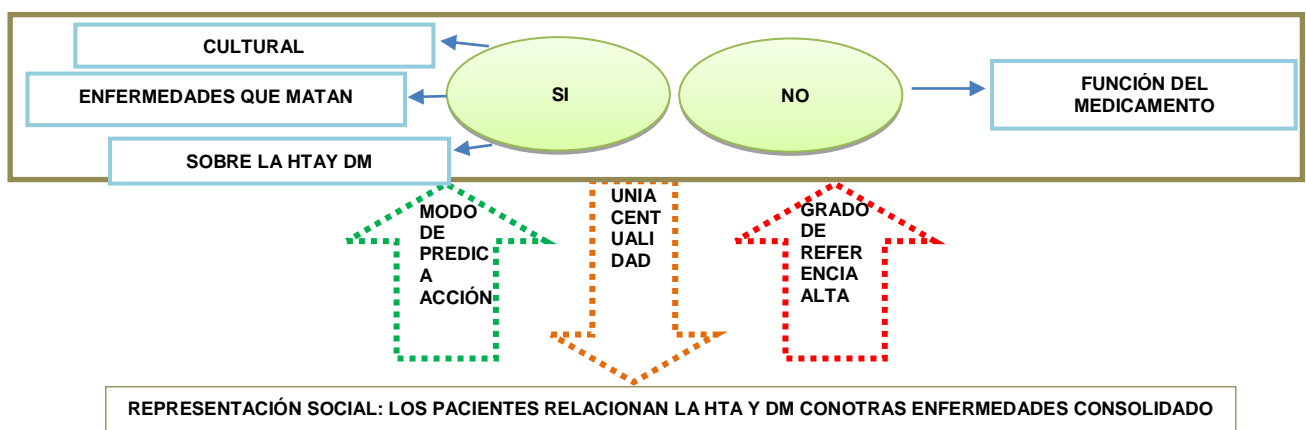 CULTURAL
ENFERMEDADES QUE MATAN
SOBRE LA HTAY DM
SI
NO
FUNCIÓN DEL
MEDICAMENTO
MODO
DE
PREDIC
A
ACCIÓN
UNIA
CENT
UALI
DAD
GRADO
DE
REFER
ENCIA
ALTA
REPRESENTACIÓN SOCIAL: LOS PACIENTES RELACIONAN LA HTA Y DM CONOTRAS ENFERMEDADES CONSOLIDADO